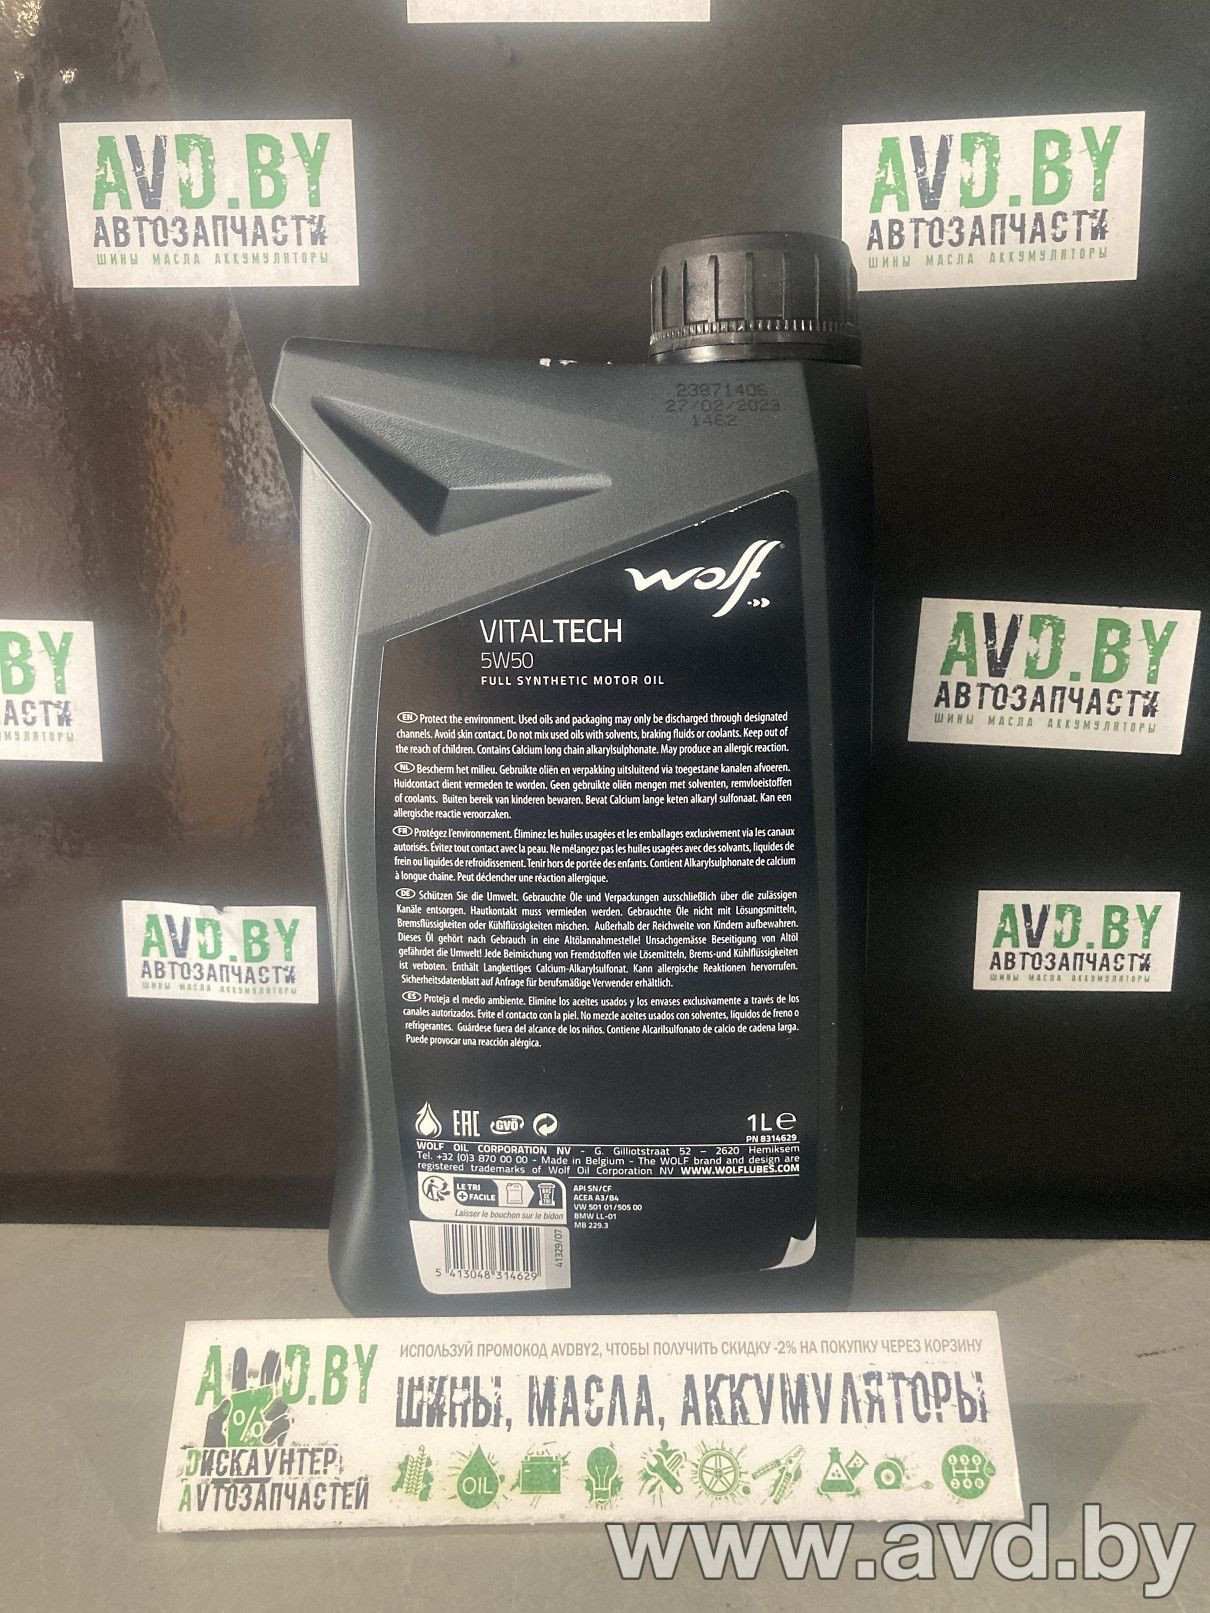 AVD.BY
АВТОЗАПЧАСТИ
ШИНЫ МАСЛА АККУМУЛЯТОРЫ
AVD.BY
АВТОЗАПЧАСТИ
ШИНЫ МАСЛА АККУМУЛЯТОРЫ
23871406
27/02/2023
1462
wolf
VITALTECH
5W50
FULL SYNTHETIC MOTOR OIL
BY
AVD.BY
АВТОЗАПЧАСТИ
ШИНЫ МАСЛА АККУМУЛЯТОРЫ
EN Protect the environment. Used oils and packaging may only be discharged through designated
channels. Avoid skin contact. Do not mix used oils with solvents, braking fluids or coolants. Keep out of
the reach of children. Contains Calcium long chain alkarylsulphonate. May produce an allergic reaction.
NL Bescherm het milieu. Gebruikte oliën en verpakking uitsluitend via toegestane kanalen afvoeren.
Huidcontact dient vermeden te worden. Geen gebruikte oliën mengen met solventen, remvloeistoffen
of coolants. Buiten bereik van kinderen bewaren. Bevat Calcium lange keten alkaryl sulfonaat. Kan een
allergische reactie veroorzaken.
FR Protégez l'environnement. Éliminez les huiles usagées et les emballages exclusivement via les canaux
autorisés. Évitez tout contact avec la peau. Ne mélangez pas les huiles usagées avec des solvants, liquides de
frein ou liquides de refroidissement. Tenir hors de portée des enfants. Contient Alkarylsulphonate de calcium
à longue chaine. Peut déclencher une réaction allergique.
DE Schützen Sie die Umwelt. Gebrauchte Öle und Verpackungen ausschließlich über die zulässigen
Kanäle entsorgen. Hautkontakt muss vermieden werden. Gebrauchte Öle nicht mit Lösungsmitteln,
Bremsflüssigkeiten oder Kühlflüssigkeiten mischen. Außerhalb der Reichweite von Kindern aufbewahren.
Dieses Öl gehört nach Gebrauch in eine Altölannahmestelle! Unsachgemässe Beseitigung von Altöl
gefährdet die Umwelt! Jede Beimischung von Fremdstoffen wie Lösemitteln, Brems-und Kühlflüssigkeiten
ist verboten. Enthält Langkettiges Calcium-Alkarylsulfonat. Kann allergische Reaktionen hervorrufen.
Sicherheitsdatenblatt auf Anfrage für berufsmäßige Verwender erhältlich.
ES Proteja el medio ambiente. Elimine los aceites usados y los envases exclusivamente a través de los
canales autorizados. Evite el contacto con la piel. No mezcle aceites usados con solventes, líquidos de freno o
refrigerantes. Guárdese fuera del alcance de los niños. Contiene Alcarilsulfonato de calcio de cadena larga.
Puede provocar una reacción alérgica.
AVD.BY
АВТОЗАПЧАСТИ
ШИНЫ МАСЛА АККУМУЛЯТОРЫ
AVD.BY
АВТОЗАПЧАСТИ
ШИНЫ МАСЛА АККУМУЛЯТОРЫ
EAC GVÖ 1L e
PN 8314629
WOLF OIL CORPORATION NV - G. Gilliotstraat 52 - 2620 Hemiksem
Tel. +32 (0)3 870 00 00 - Made in Belgium - The WOLF brand and design are
registered trademarks of Wolf Oil Corporation NV WWW.WOLFLUBES.COM
LE TRI
+ FACILE
BAC
DE
TRI
Laisser le bouchon sur le bidon
API SN/CF
ACEA A3/B4
VW 501 01/505 00
BMW LL-01
MB 229.3
41329/07
5 413048 314629
AVD.BY
%
DИСКАУНТЕР
АVТОЗАПЧАСТЕЙ
ИСПОЛЬЗУЙ ПРОМОКОД AVDBY2, ЧТОБЫ ПОЛУЧИТЬ СКИДКУ -2% НА ПОКУПКУ ЧЕРЕЗ КОРЗИНУ
ШИНЫ, МАСЛА, АККУМУЛЯТОРЫ
OIL
www.avd.by